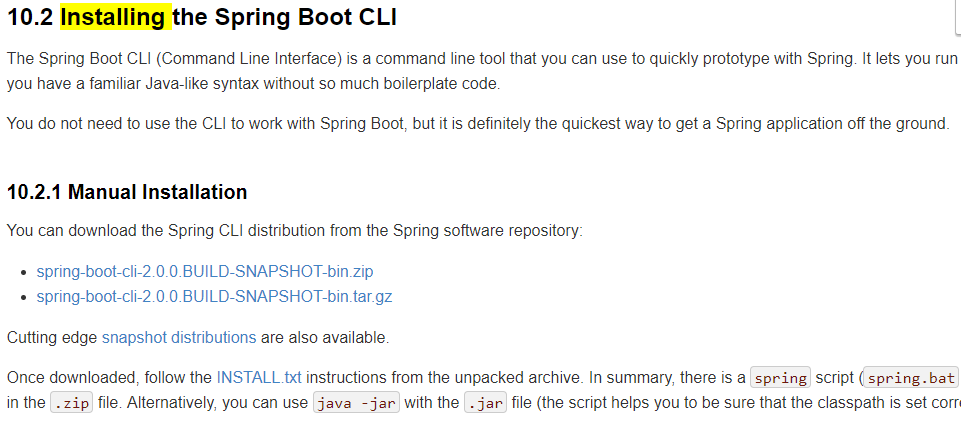 10.2 Installing the Spring Boot CLI
The Spring Boot CLI (Command Line Interface) is a command line tool that you can use to quickly prototype with Spring. It lets you run
you have a familiar Java-like syntax without so much boilerplate code.
You do not need to use the CLI to work with Spring Boot, but it is definitely the quickest way to get a Spring application off the ground.
10.2.1 Manual Installation
You can download the Spring CLI distribution from the Spring software repository:
• spring-boot-cli-2.0.0.BUILD-SNAPSHOT-bin.zip
• spring-boot-cli-2.0.0.BUILD-SNAPSHOT-bin.tar.gz
Cutting edge snapshot distributions are also available.
Once downloaded, follow the INSTALL.txt instructions from the unpacked archive. In summary, there is a spring script (spring.bat
in the .zip file. Alternatively, you can use java -jar with the .jar file (the script helps you to be sure that the classpath is set